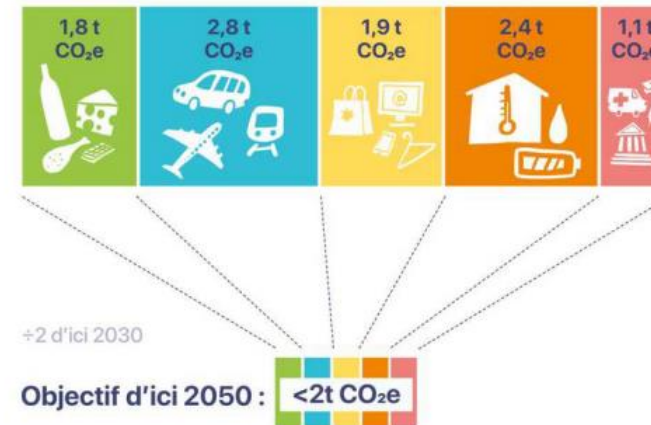 1,8 t
CO₂e
2,8 t
CO₂e
1,9 t
CO₂e
2,4 t
CO₂e
1,1 t
CO₂e
÷2 d'ici 2030
Objectif d'ici 2050 : <2t CO₂e